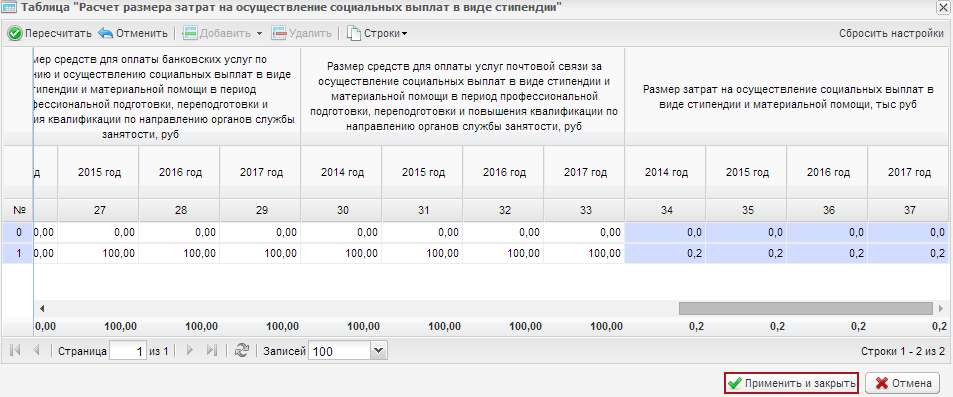 Таблица "Расчет размера затрат на осуществление социальных выплат в виде стипендии"
Пересчитать Отменить Добавить Удалить Строки Сбросить настройки
мер средств для оплаты банковских услуг по
нию и осуществлению социальных выплат в виде
типендии и материальной помощи в период
фессиональной подготовки, переподготовки и
ия квалификации по направлению органов службы
занятости, руб
Размер средств для оплаты услуг почтовой связи за
осуществление социальных выплат в виде стипендии и
материальной помощи в период профессиональной
подготовки, переподготовки и повышения квалификации по
направлению органов службы занятости, руб
Размер затрат на осуществление социальных выплат в
виде стипендии и материальной помощи, тыс руб
д 2015 год 2016 год 2017 год 2014 год 2015 год 2016 год 2017 год 2014 год 2015 год 2016 год 2017 год
№ 27 28 29 30 31 32 33 34 35 36 37
0 0,00 0,00 0,00 0,00 0,00 0,00 0,00 0,00 0,0 0,0 0,0 0,0
1 0,00 100,00 100,00 100,00 100,00 100,00 100,00 100,00 0,2 0,2 0,2 0,2
0,00 100,00 100,00 100,00 100,00 100,00 100,00 100,00 0,2 0,2 0,2 0,2
Страница 1 из 1 Записей 100 Строки 1 - 2 из 2
Применить и закрыть Отмена